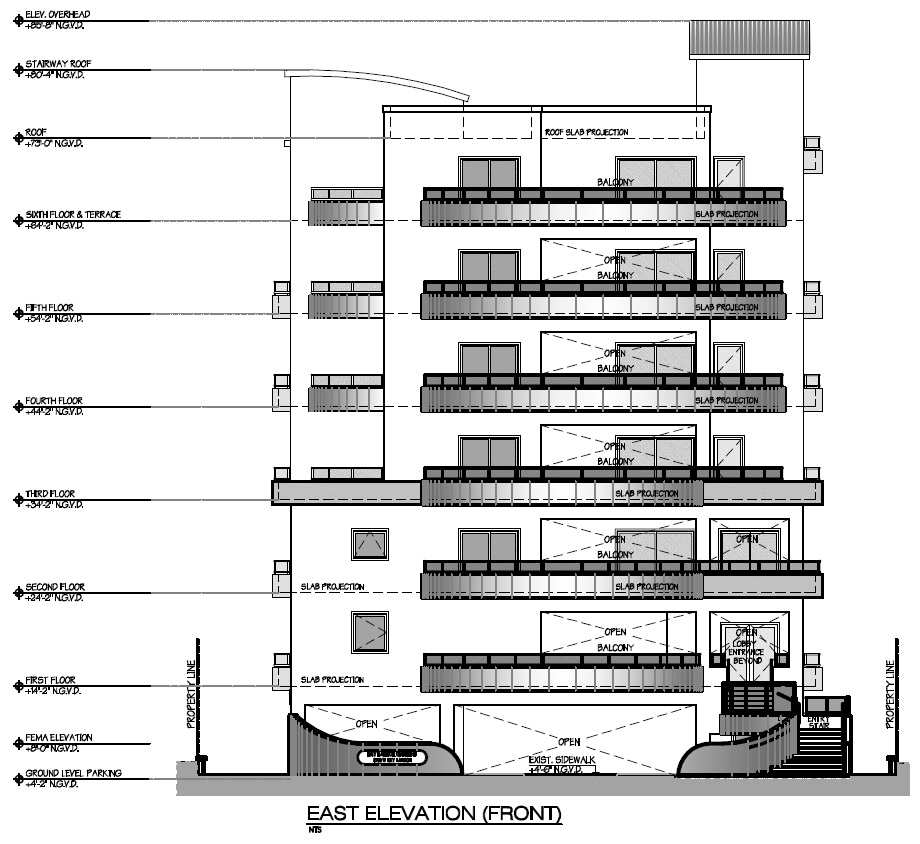 ELEV. OVERHEAD
+85'-8" N.G.V.D.
STAIRWAY ROOF
+80'-4" N.G.V.D.
ROOF
+73'-0" N.G.V.D.
ROOF SLAB PROJECTION
BALCONY
SIXTH FLOOR & TERRACE
+64'-2" N.G.V.D.
SLAB PROJECTION
OPEN
BALCONY
FIFTH FLOOR
+54'-2" N.G.V.D.
SLAB PROJECTION
OPEN
BALCONY
FOURTH FLOOR
+44'-2" N.G.V.D.
SLAB PROJECTION
OPEN
BALCONY
THIRD FLOOR
+34'-2" N.G.V.D.
SLAB PROJECTION
OPEN
OPEN
BALCONY
SECOND FLOOR
+24'-2" N.G.V.D.
SLAB PROJECTION
SLAB PROJECTION
OPEN
OPEN
BALCONY
LOBBY
ENTRANCE
BEYOND
FIRST FLOOR
+14'-2" N.G.V.D.
SLAB PROJECTION
PROPERTY LINE
PROPERTY LINE
OPEN
ENTRY
STAIR
FEMA ELEVATION
+8'-0" N.G.V.D.
OPEN
EXIST. SIDEWALK
N.G.V.D.
GROUND LEVEL PARKING
+4'-2" N.G.V.D.
EAST ELEVATION (FRONT)
NTS